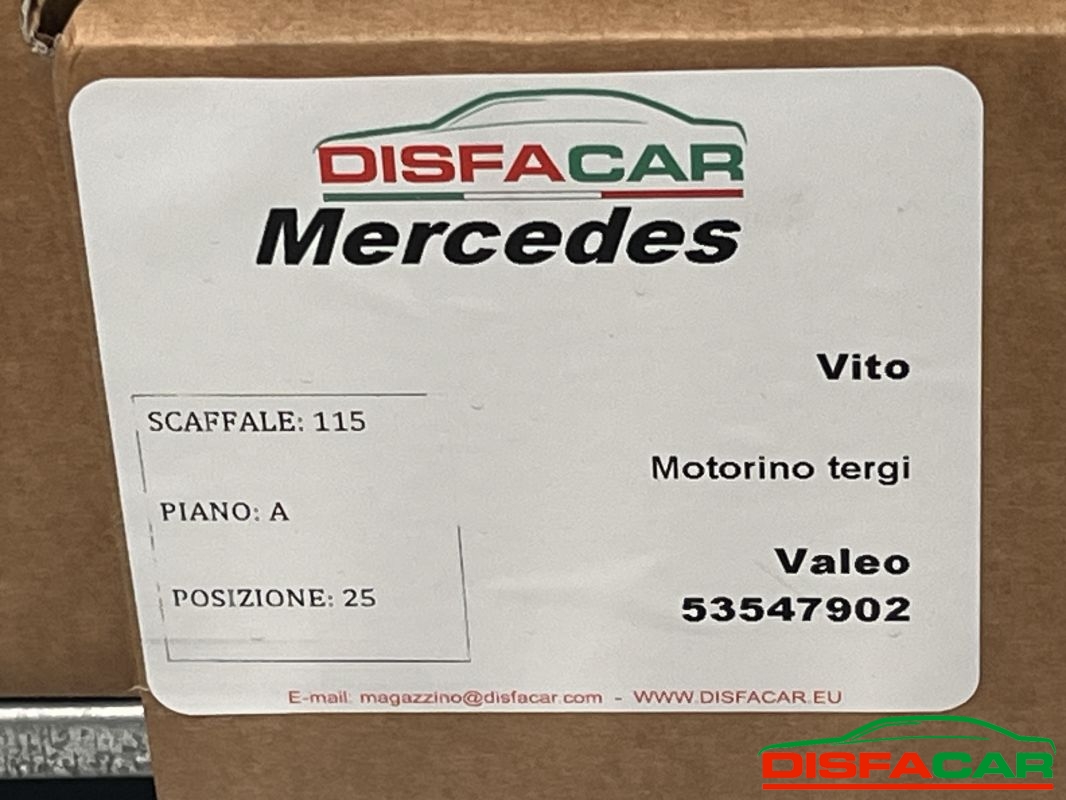 DISFACAR
Mercedes
Vito
SCAFFALE: 115
Motorino tergi
PIANO: A
Valeo
POSIZIONE: 25
53547902
E-mail: magazzino@disfacar.com - WWW.DISFACAR.EU
DISFACAR